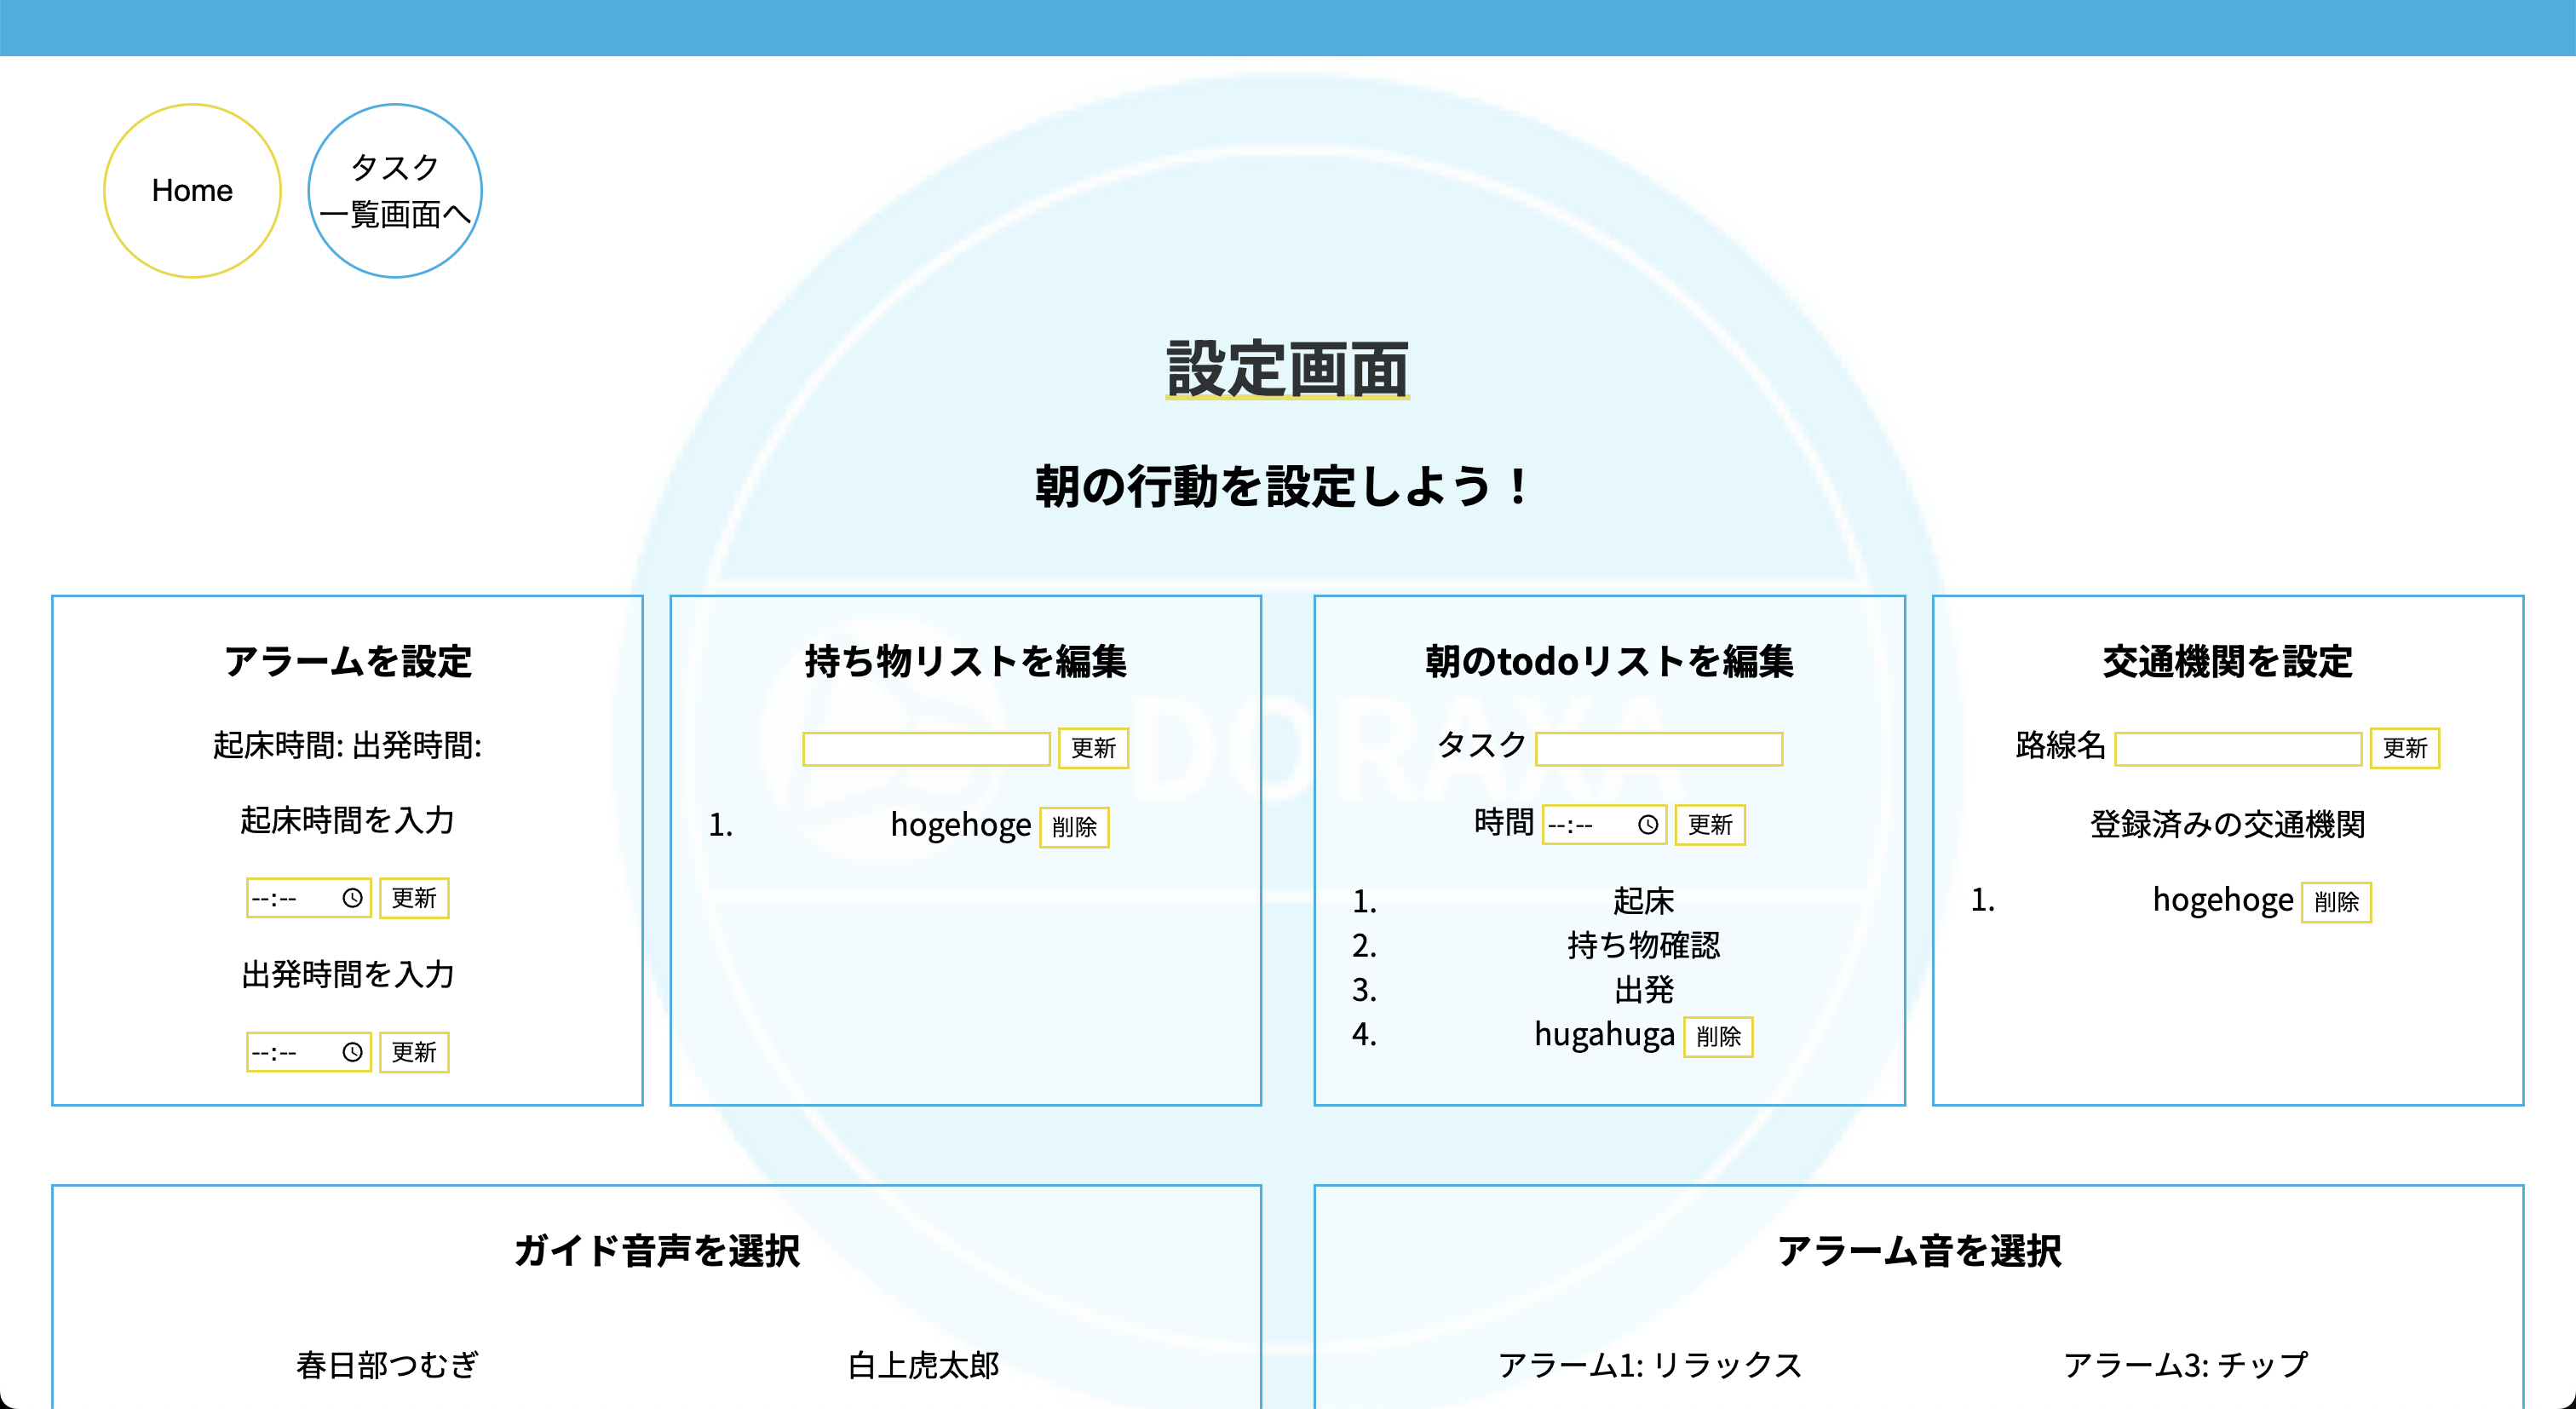 Home
タスク
一覧画面へ
設定画面
朝の行動を設定しよう！
DORAXA
アラームを設定
起床時間: 出発時間:
起床時間を入力
--:-- 更新
出発時間を入力
--:-- 更新
持ち物リストを編集
更新
1. hogehoge 削除
朝のtodoリストを編集
タスク
時間 --:-- 更新
1. 起床
2. 持ち物確認
3. 出発
4. hugahuga 削除
交通機関を設定
路線名 更新
登録済みの交通機関
1. hogehoge 削除
ガイド音声を選択
春日部つむぎ 白上虎太郎
アラーム音を選択
アラーム1: リラックス アラーム3: チップ